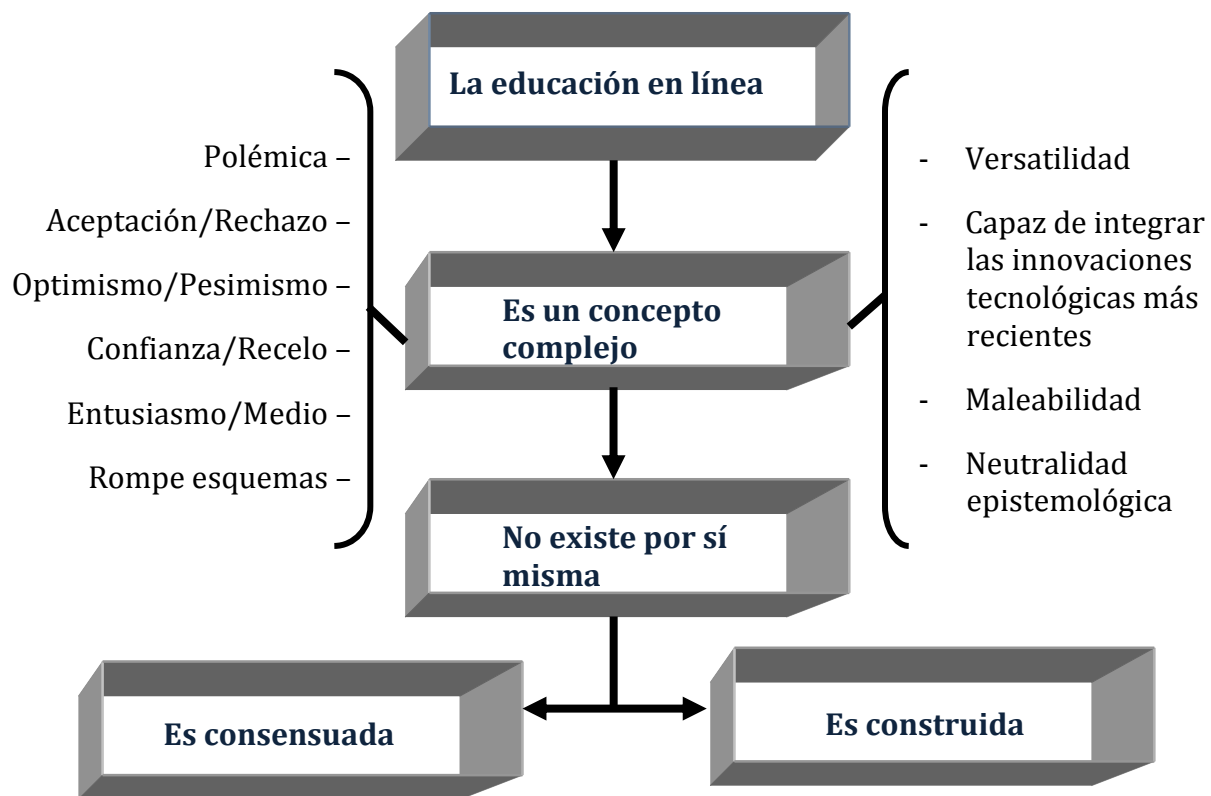 La educación en línea
Polémica –
Aceptación/Rechazo –
Optimismo/Pesimismo –
Confianza/Recelo –
Entusiasmo/Medio –
Rompe esquemas –
Es un concepto
complejo
- Versatilidad
- Capaz de integrar
las innovaciones
tecnológicas más
recientes
- Maleabilidad
- Neutralidad
epistemológica
No existe por sí
misma
Es consensuada
Es construida